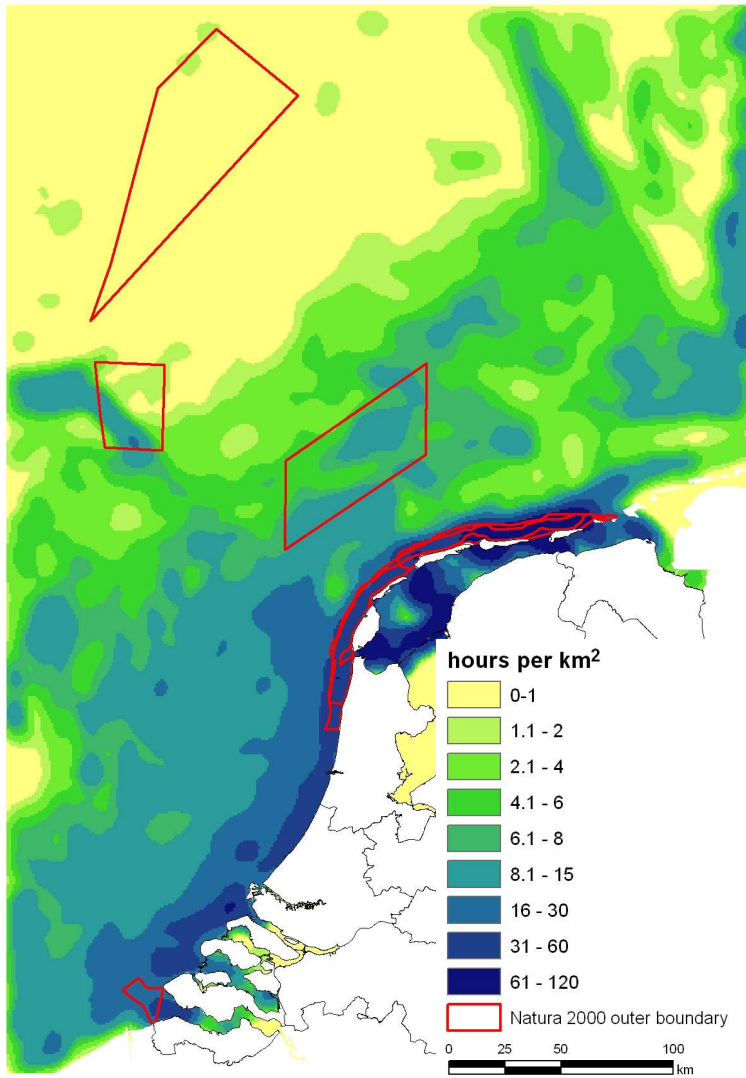 hours per km²
0-1
1.1 - 2
2.1 - 4
4.1 - 6
6.1 - 8
8.1 - 15
16 - 30
31 - 60
61 - 120
Natura 2000 outer boundary
0 25 50 100
km